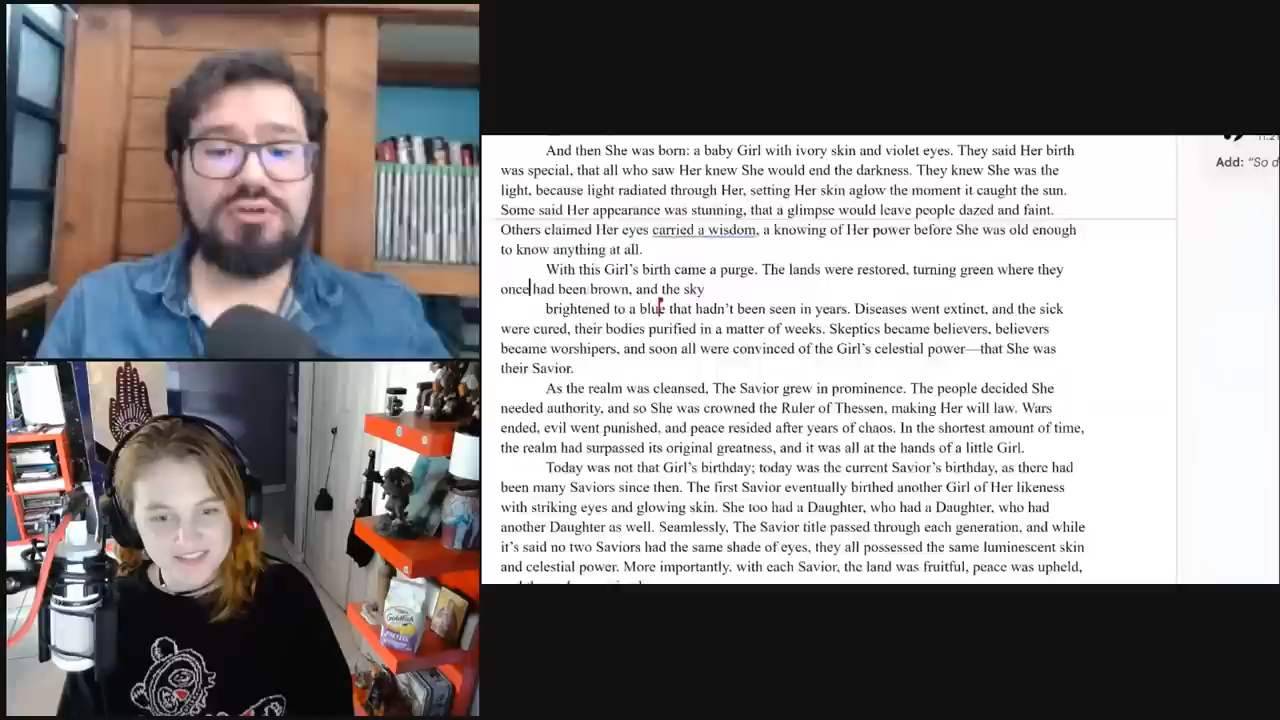 And then She was born: a baby Girl with ivory skin and violet eyes. They said Her birth
was special, that all who saw Her knew She would end the darkness. They knew She was the
light, because light radiated through Her, setting Her skin aglow the moment it caught the sun.
Some said Her appearance was stunning, that a glimpse would leave people dazed and faint.
Others claimed Her eyes carried a wisdom, a knowing of Her power before She was old enough
to know anything at all.
With this Girl’s birth came a purge. The lands were restored, turning green where they
once had been brown, and the sky
brightened to a blue that hadn’t been seen in years. Diseases went extinct, and the sick
were cured, their bodies purified in a matter of weeks. Skeptics became believers, believers
became worshipers, and soon all were convinced of the Girl’s celestial power—that She was
their Savior.
As the realm was cleansed, The Savior grew in prominence. The people decided She
needed authority, and so She was crowned the Ruler of Thessen, making Her will law. Wars
ended, evil went punished, and peace resided after years of chaos. In the shortest amount of time,
the realm had surpassed its original greatness, and it was all at the hands of a little Girl.
Today was not that Girl’s birthday; today was the current Savior’s birthday, as there had
been many Saviors since then. The first Savior eventually birthed another Girl of Her likeness
with striking eyes and glowing skin. She too had a Daughter, who had a Daughter, who had
another Daughter as well. Seamlessly, The Savior title passed through each generation, and while
it’s said no two Saviors had the same shade of eyes, they all possessed the same luminescent skin
and celestial power. More importantly, with each Savior, the land was fruitful, peace was upheld,
Add: “So d
Goldfish